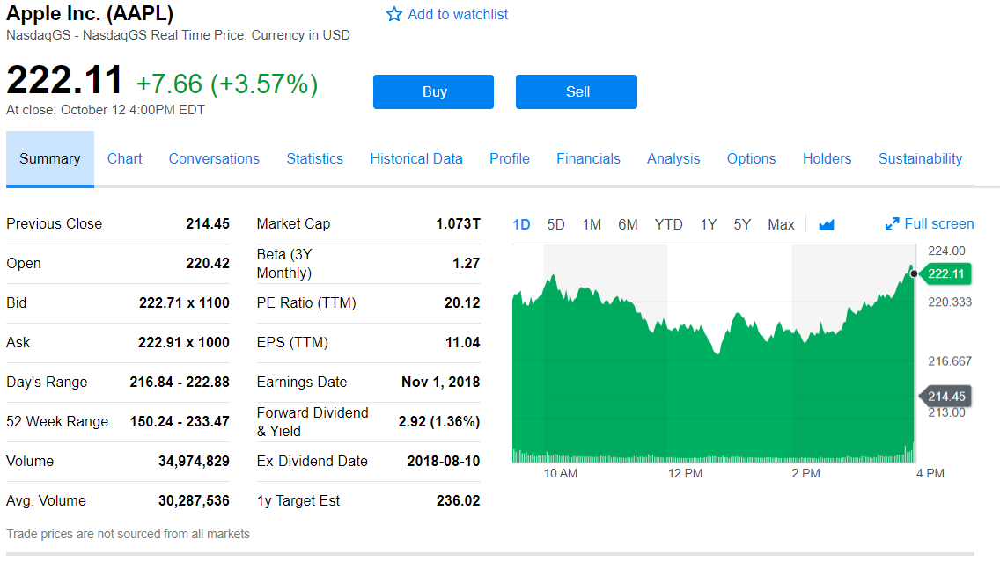 Apple Inc. (AAPL)
Add to watchlist
NasdaqGS - NasdaqGS Real Time Price. Currency in USD
222.11 +7.66 (+3.57%)
Buy
Sell
At close: October 12 4:00PM EDT
Summary Chart Conversations Statistics Historical Data Profile Financials Analysis Options Holders Sustainability
Previous Close 214.45
Open 220.42
Bid 222.71 x 1100
Ask 222.91 x 1000
Day's Range 216.84 - 222.88
52 Week Range 150.24 - 233.47
Volume 34,974,829
Avg. Volume 30,287,536
Market Cap 1.073T
Beta (3Y
Monthly) 1.27
PE Ratio (TTM) 20.12
EPS (TTM) 11.04
Earnings Date Nov 1, 2018
Forward Dividend
& Yield 2.92 (1.36%)
Ex-Dividend Date 2018-08-10
1y Target Est 236.02
1D 5D 1M 6M YTD 1Y 5Y Max
Full screen
224.00
222.11
220.333
216.667
214.45
213.00
10 AM 12 PM 2 PM 4 PM
Trade prices are not sourced from all markets